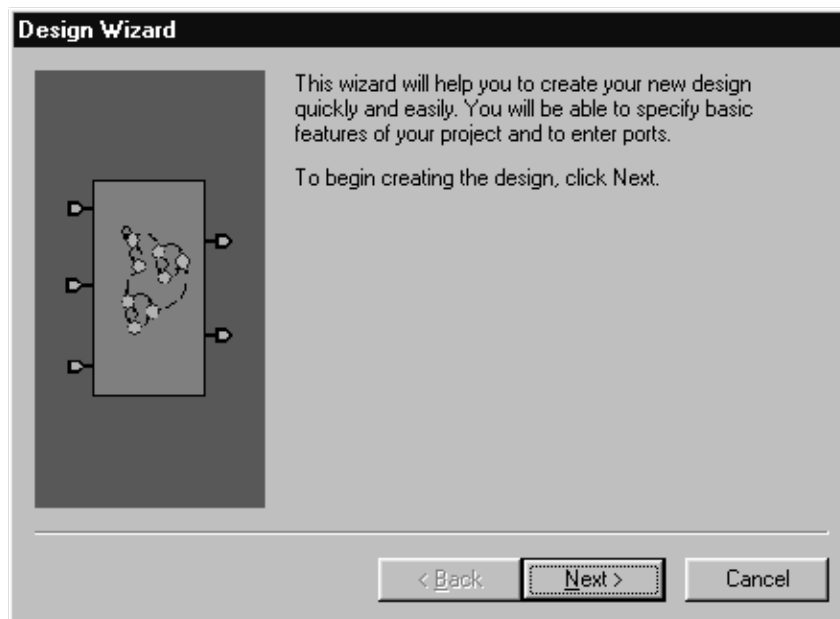 Design Wizard
This wizard will help you to create your new design
quickly and easily. You will be able to specify basic
features of your project and to enter ports.
To begin creating the design, click Next.
< Back
Next >
Cancel